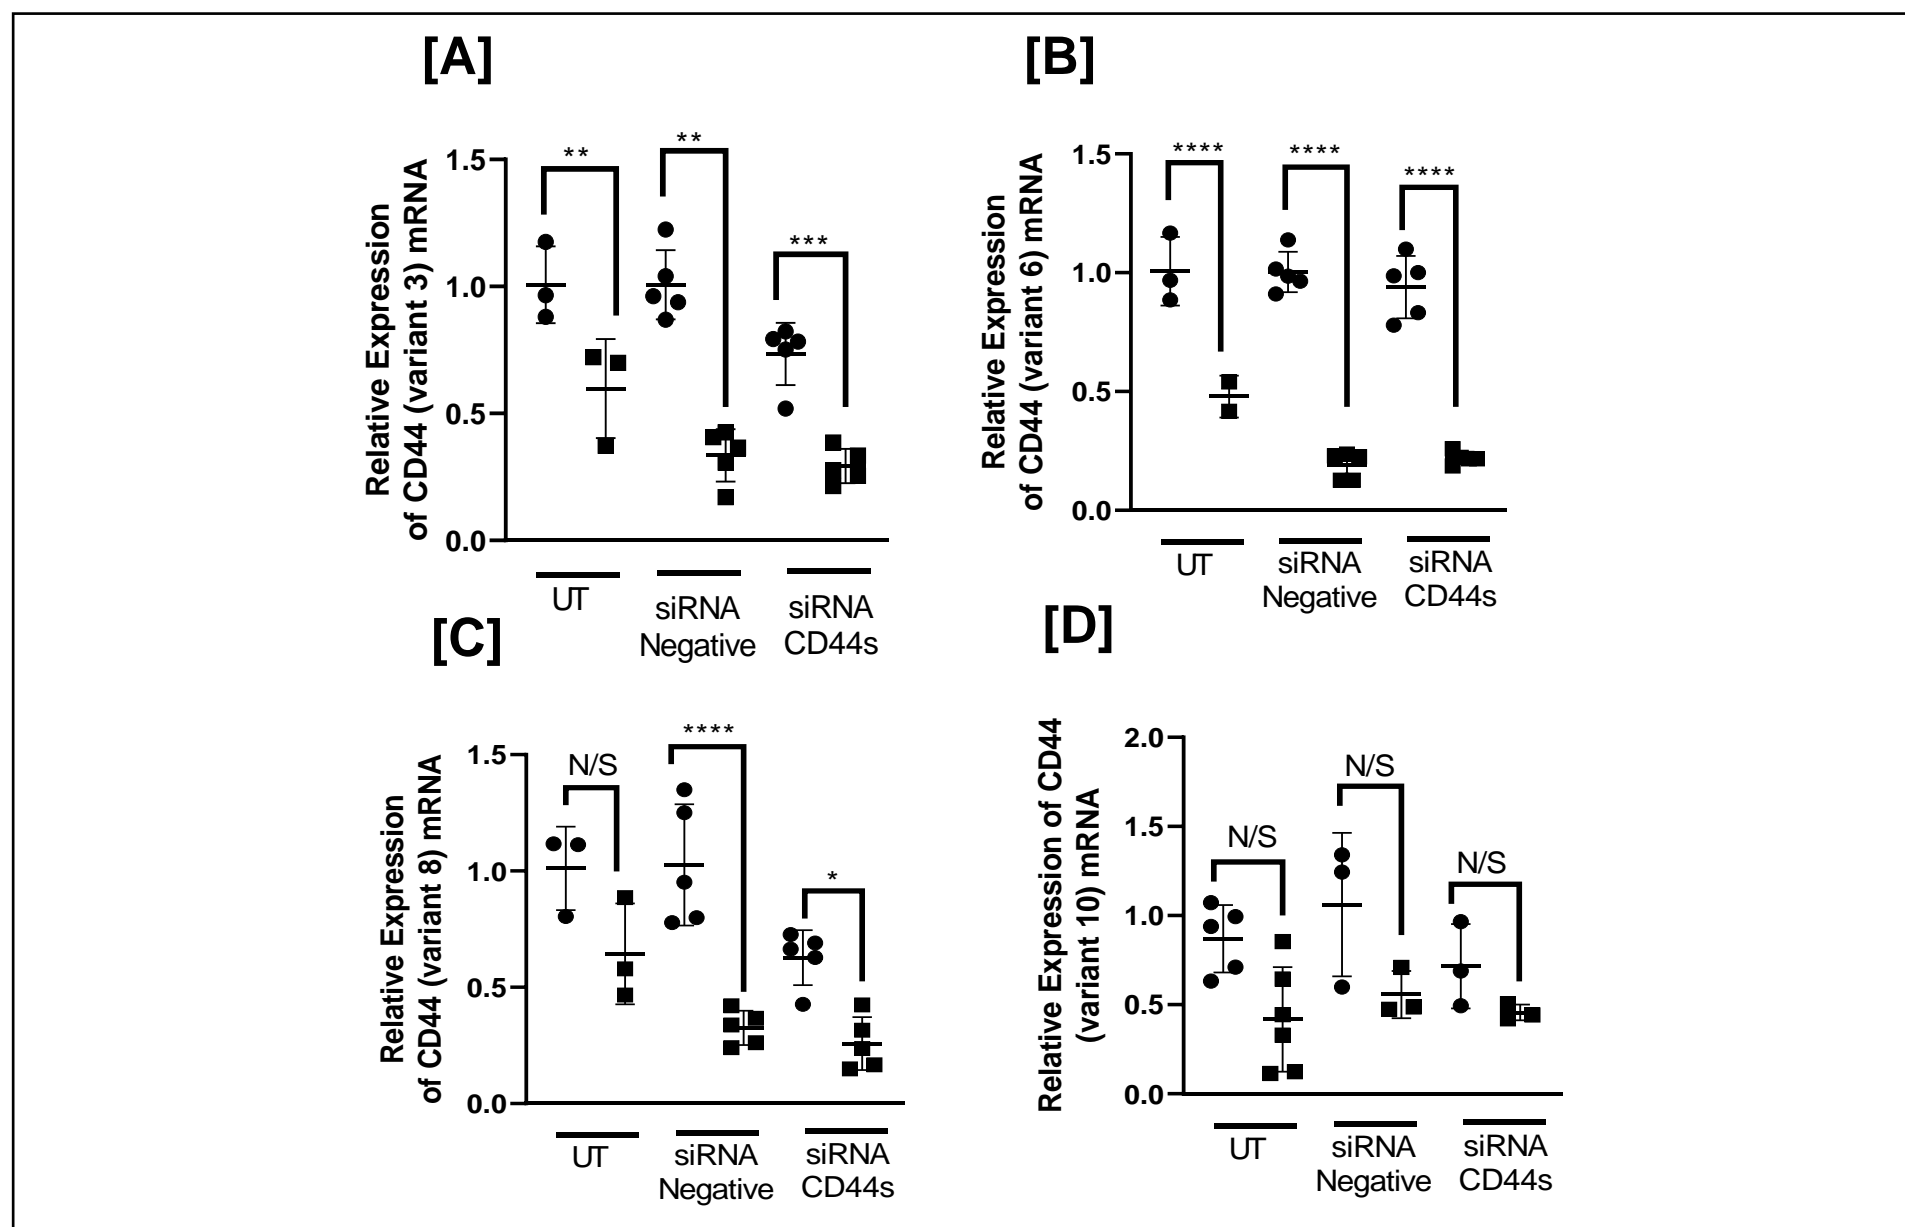 [A]
Relative Expression
of CD44 (variant 3) mRNA
1.5
1.0
0.5
0.0
**
**
***
UT
siRNA
Negative
siRNA
CD44s
[B]
Relative Expression
of CD44 (variant 6) mRNA
1.5
1.0
0.5
0.0
****
****
****
UT
siRNA
Negative
siRNA
CD44s
[C]
Relative Expression
of CD44 (variant 8) mRNA
1.5
1.0
0.5
0.0
N/S
****
*
UT
siRNA
Negative
siRNA
CD44s
[D]
Relative Expression of CD44
(variant 10) mRNA
2.0
1.5
1.0
0.5
0.0
N/S
N/S
N/S
UT
siRNA
Negative
siRNA
CD44s